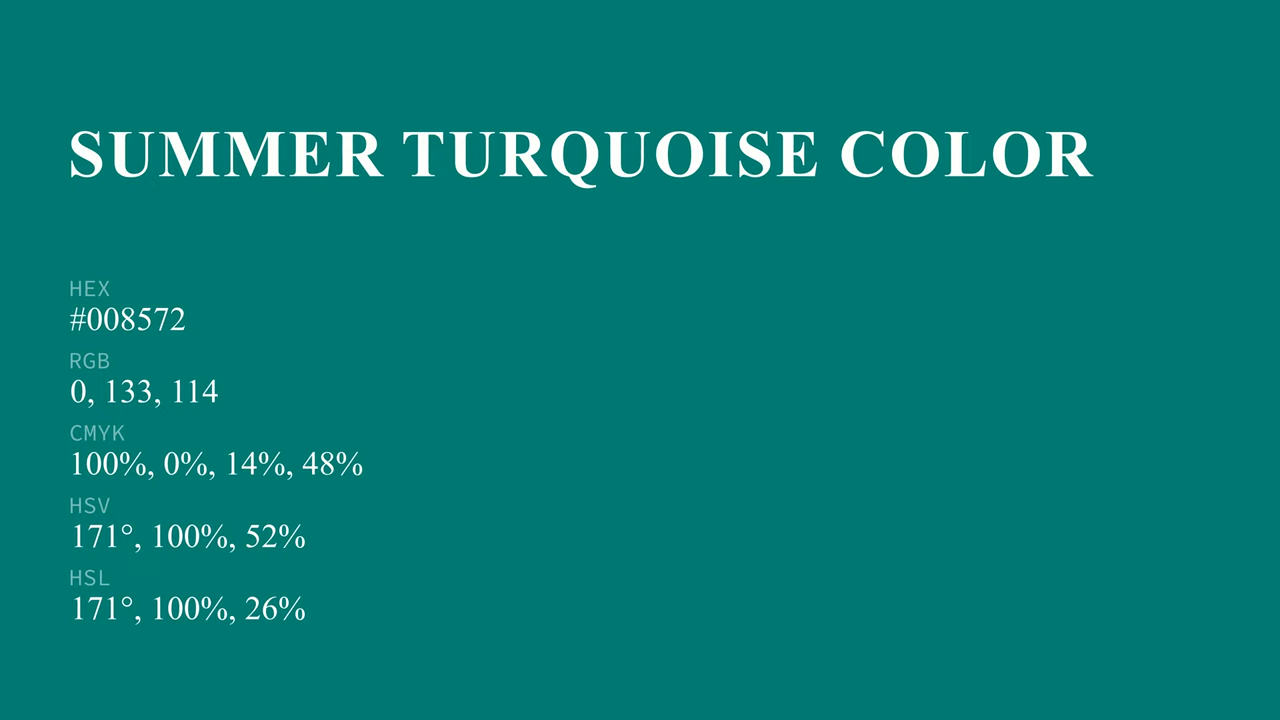 SUMMER TURQUOISE COLOR
HEX
#008572
RGB
0, 133, 114
CMYK
100%, 0%, 14%, 48%
HSV
171°, 100%, 52%
HSL
171°, 100%, 26%